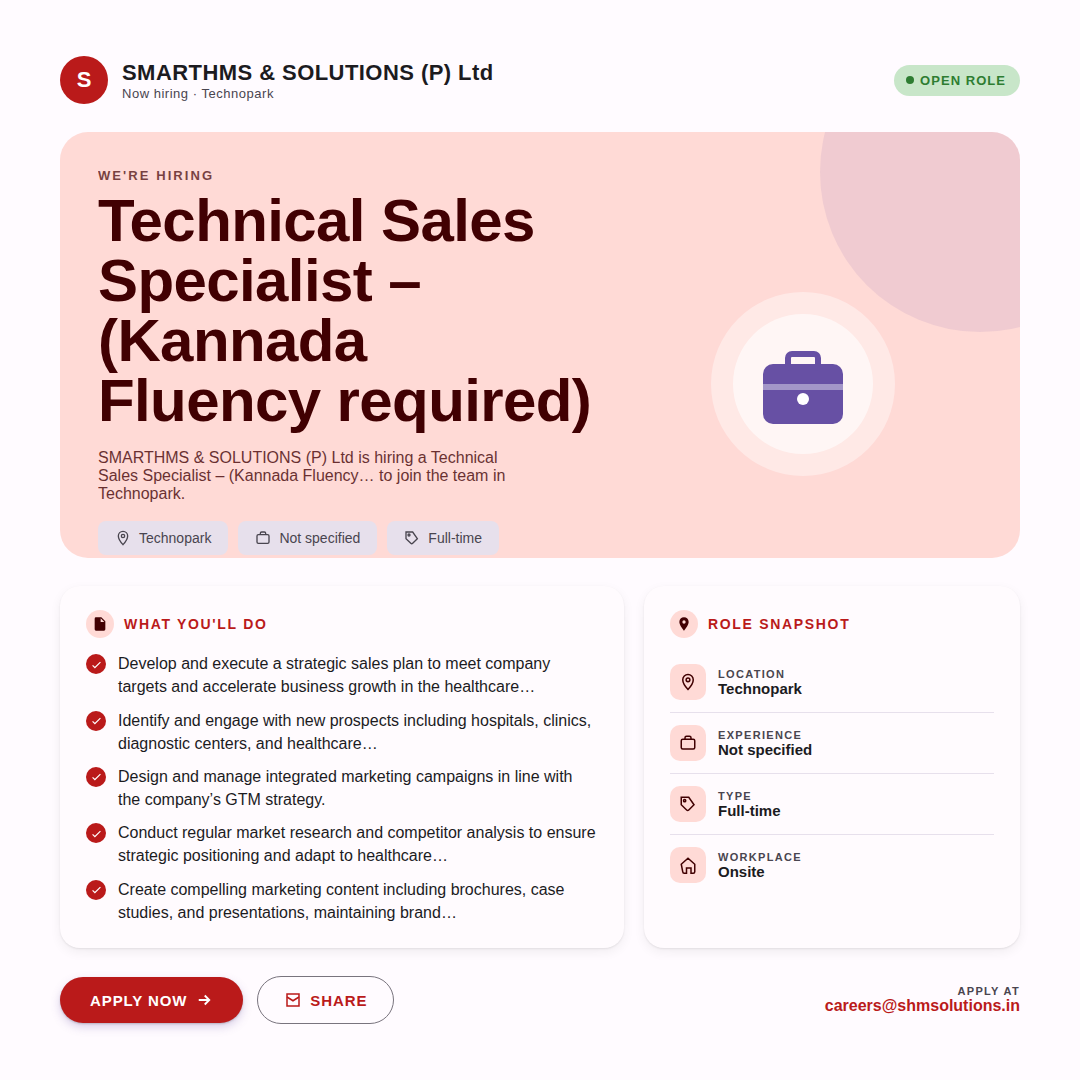 S
SMARTHMS & SOLUTIONS (P) Ltd
Now hiring · Technopark
OPEN ROLE
WE'RE HIRING
Technical Sales
Specialist –
(Kannada
Fluency required)
SMARTHMS & SOLUTIONS (P) Ltd is hiring a Technical
Sales Specialist – (Kannada Fluency… to join the team in
Technopark.
Technopark
Not specified
Full-time
WHAT YOU'LL DO
Develop and execute a strategic sales plan to meet company
targets and accelerate business growth in the healthcare…
Identify and engage with new prospects including hospitals, clinics,
diagnostic centers, and healthcare…
Design and manage integrated marketing campaigns in line with
the company’s GTM strategy.
Conduct regular market research and competitor analysis to ensure
strategic positioning and adapt to healthcare…
Create compelling marketing content including brochures, case
studies, and presentations, maintaining brand…
ROLE SNAPSHOT
LOCATION
Technopark
EXPERIENCE
Not specified
TYPE
Full-time
WORKPLACE
Onsite
APPLY NOW
SHARE
APPLY AT
careers@shmsolutions.in